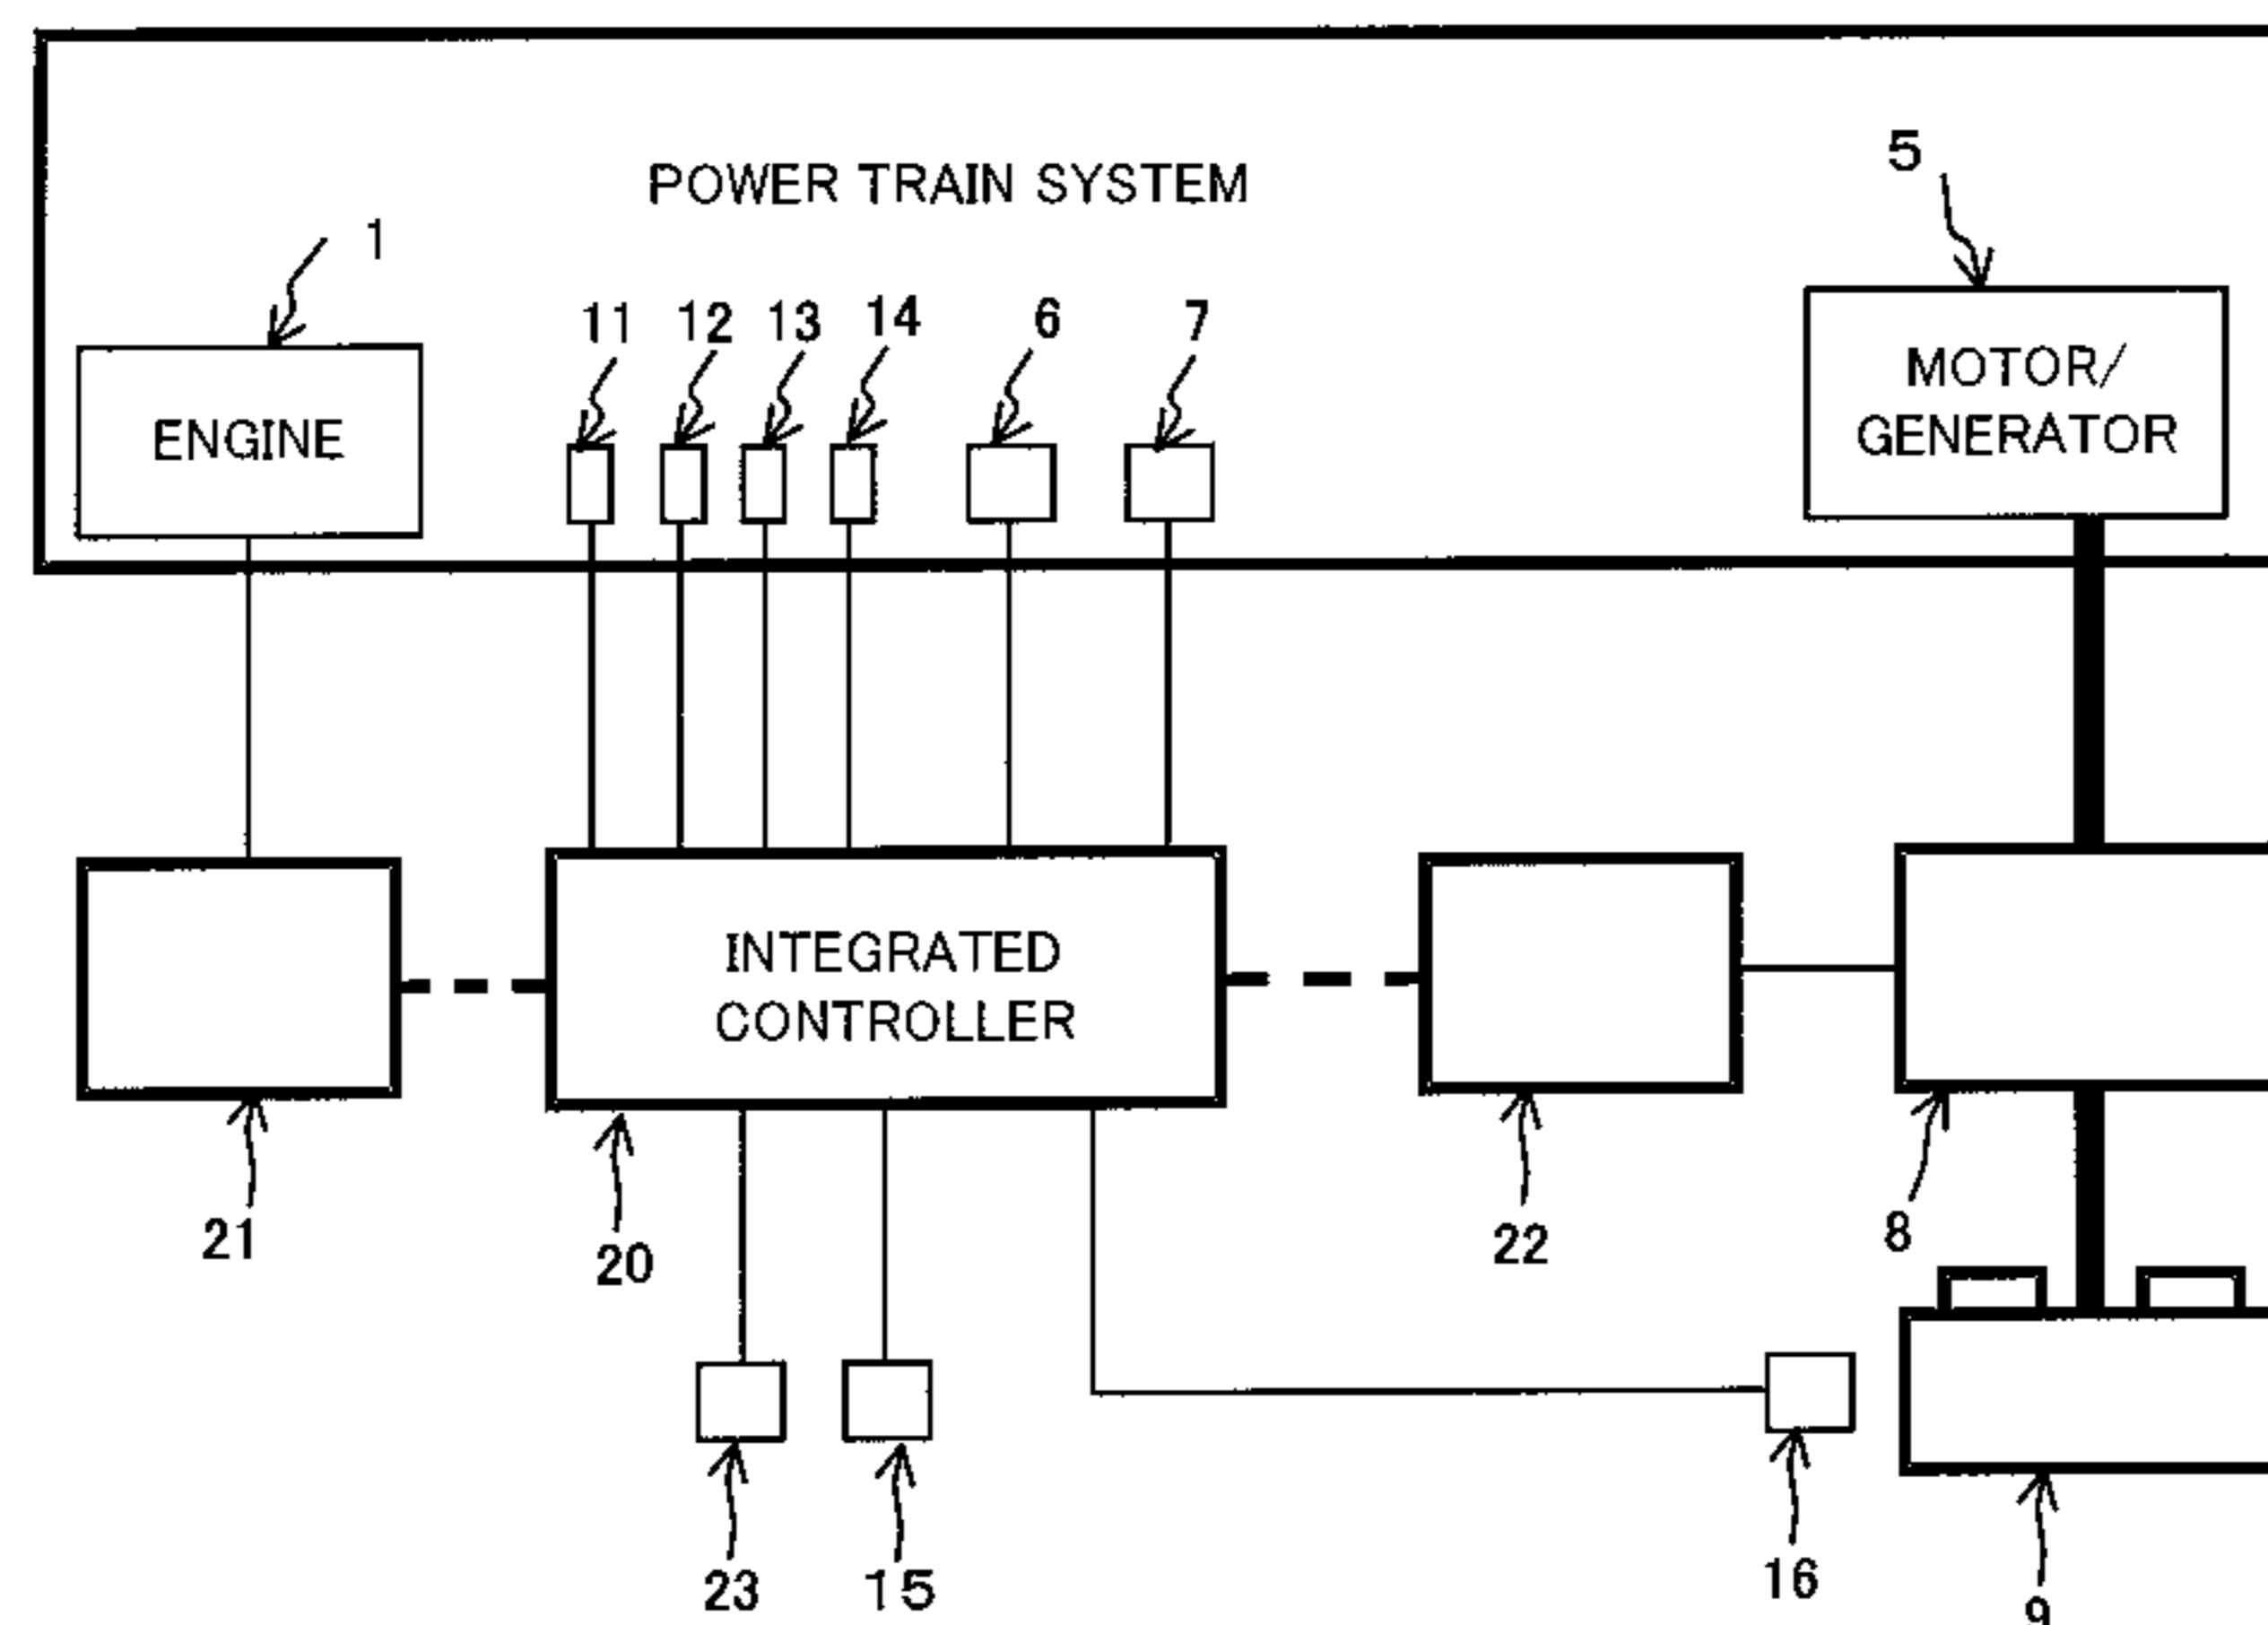 POWER TRAIN SYSTEM
5
1
11 12 13 14 6 7
MOTOR/
GENERATOR
ENGINE
INTEGRATED
CONTROLLER
21
20
22
8
23
15
16
9